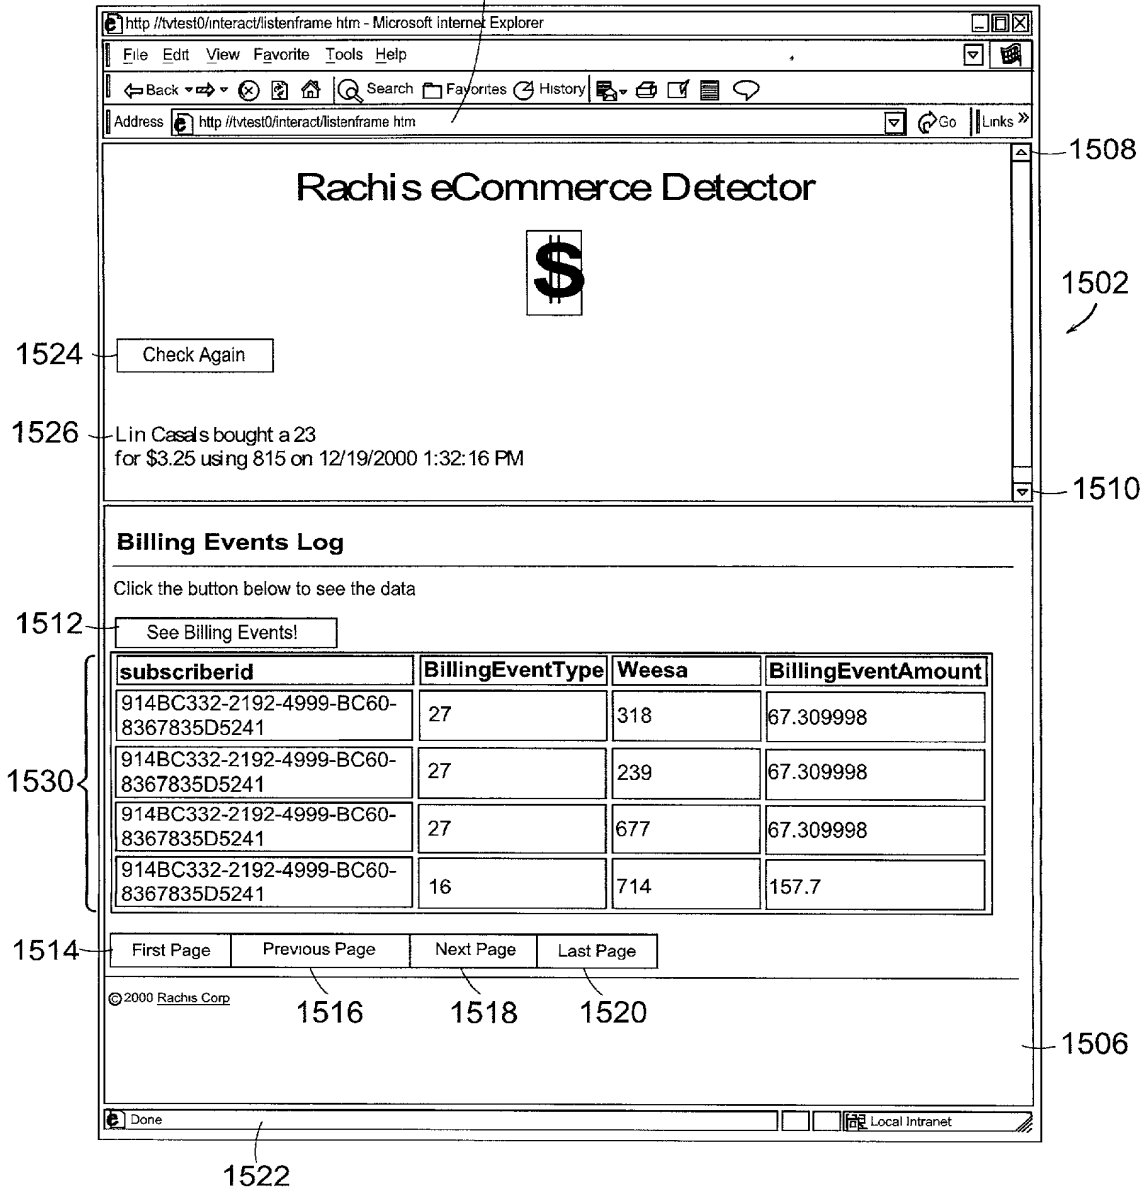 http //tvtest0/interact/listenframe htm - Microsoft Internet Explorer
File Edit View Favorite Tools Help
Back Search Favorites History
Address http //tvtest0/interact/listenframe htm Go Links »
1508
Rachis eCommerce Detector
$
1502
1524 Check Again
1526 Lin Casals bought a 23
for $3.25 using 815 on 12/19/2000 1:32:16 PM
1510
Billing Events Log
Click the button below to see the data
1512 See Billing Events!
subscriberid BillingEventType Weesa BillingEventAmount
914BC332-2192-4999-BC60-
8367835D5241 27 318 67.309998
914BC332-2192-4999-BC60-
8367835D5241 27 239 67.309998
1530
914BC332-2192-4999-BC60-
8367835D5241 27 677 67.309998
914BC332-2192-4999-BC60-
8367835D5241 16 714 157.7
1514 First Page Previous Page Next Page Last Page
©2000 Rachis Corp
1516 1518 1520
1506
Done Local Intranet
1522